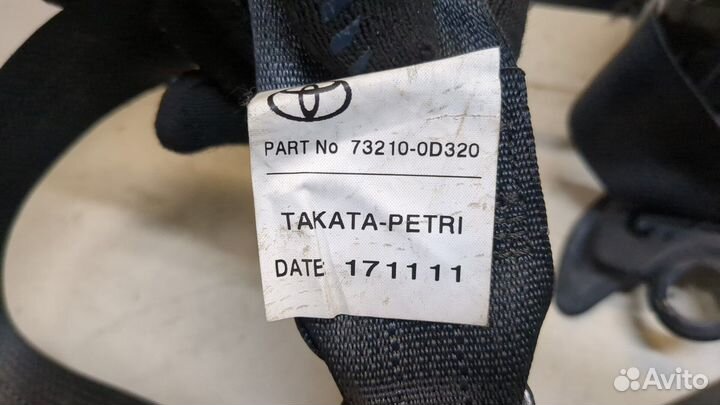 PART No 73210-0D320
TAKATA-PETRI
DATE 171111
Avito